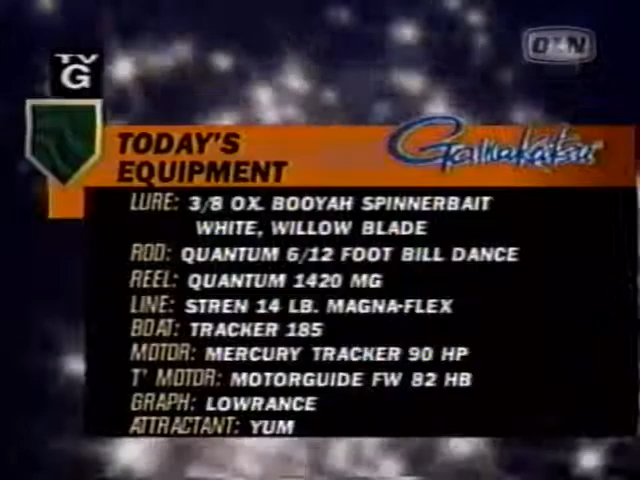 TV
G
OLN
TODAY'S
EQUIPMENT
Gamakatsu
LURE: 3/8 OX. BOOYAH SPINNERBAIT
WHITE, WILLOW BLADE
ROD: QUANTUM 6/12 FOOT BILL DANCE
REEL: QUANTUM 1420 MG
LINE: STREN 14 LB. MAGNA-FLEX
BOAT: TRACKER 185
MOTOR: MERCURY TRACKER 90 HP
T' MOTOR: MOTORGUIDE FW 82 HB
GRAPH: LOWRANCE
ATTRACTANT: YUM